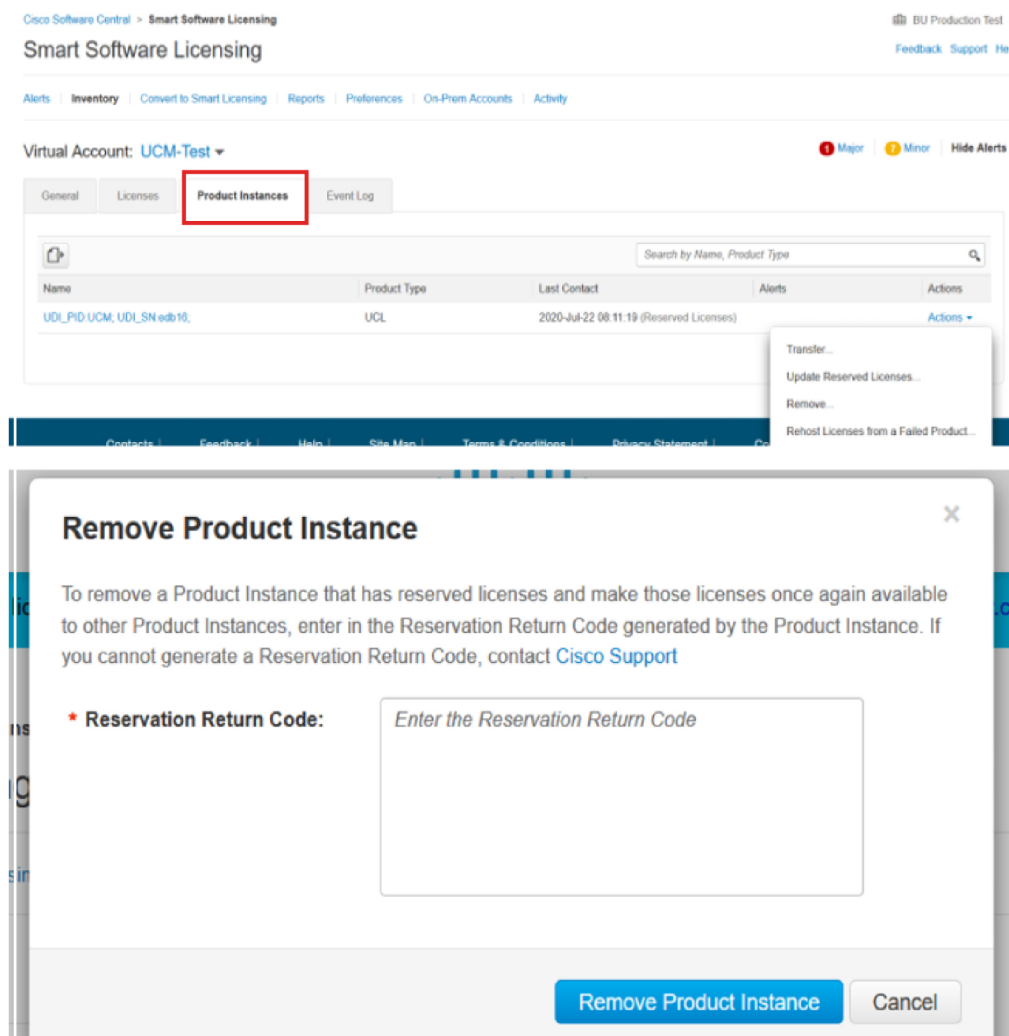 Cisco Software Central > Smart Software Licensing
BU Production Test
Smart Software Licensing
Feedback Support He
Alerts | Inventory | Convert to Smart Licensing | Reports | Preferences | On-Prem Accounts | Activity
Virtual Account: UCM-Test
1 Major | 7 Minor | Hide Alerts
General Licenses Product Instances Event Log
Search by Name, Product Type
Name Product Type Last Contact Alerts Actions
UDI_PID:UCM; UDI_SN:edb16; UCL 2020-Jul-22 08:11:19 (Reserved Licenses) Actions
Transfer...
Update Reserved Licenses...
Remove...
Rehost Licenses from a Failed Product...
Contacts | Feedback | Help | Site Map | Terms & Conditions | Privacy Statement | Co
Remove Product Instance
×
To remove a Product Instance that has reserved licenses and make those licenses once again available
to other Product Instances, enter in the Reservation Return Code generated by the Product Instance. If
you cannot generate a Reservation Return Code, contact Cisco Support
* Reservation Return Code:
Enter the Reservation Return Code
Remove Product Instance Cancel